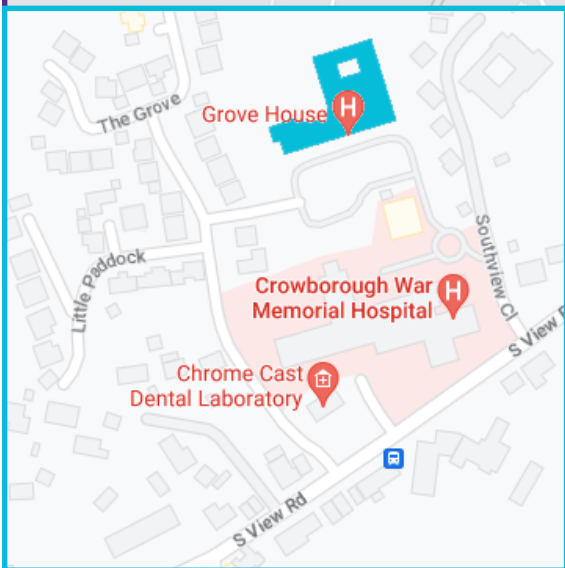 The Grove
Grove House
H
Southview Cl
Little Paddock
Crowborough War
Memorial Hospital
H
S View
Chrome Cast
Dental Laboratory
S View Rd